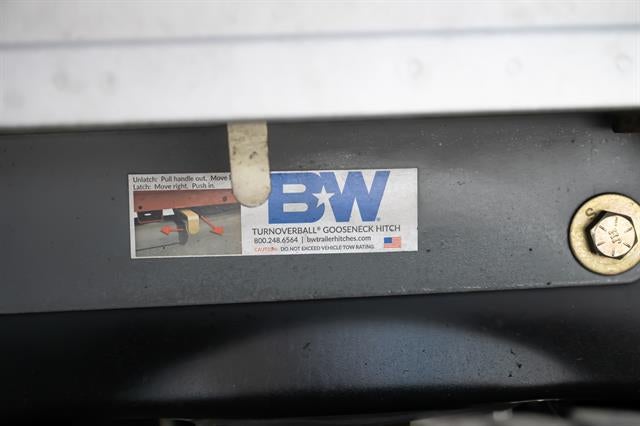 Unlatch: Pull handle out. Move
Latch: Move right. Push in.
B★W
TURNOVERBALL® GOOSENECK HITCH
800.248.6564 | bwtrailerhitches.com
CAUTION: DO NOT EXCEED VEHICLE TOW RATING.